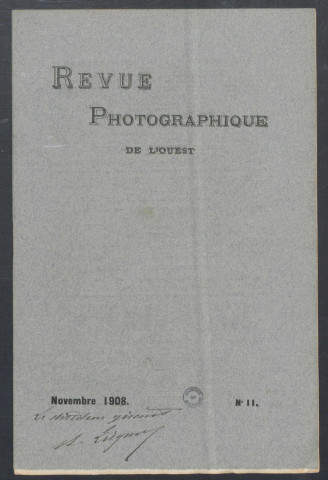 REVUE
PHOTOGRAPHIQUE
DE L'OUEST
Novembre 1908. N° 11.
Le directeur gérant